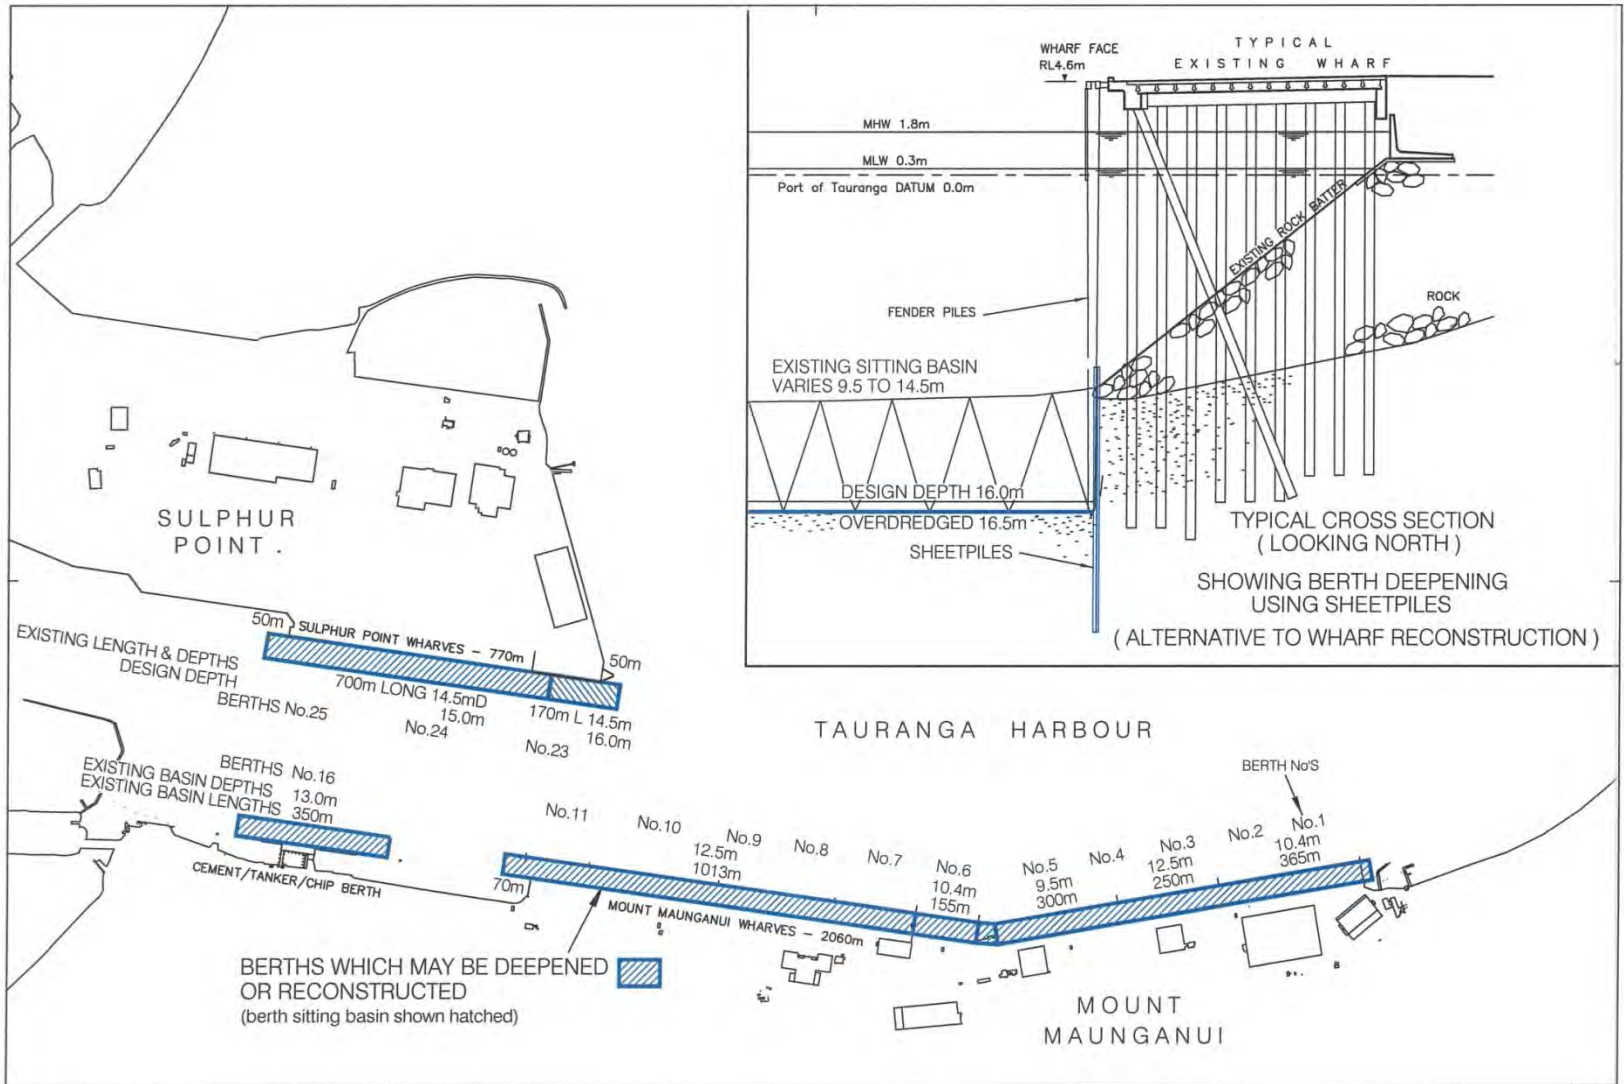 TYPICAL
EXISTING WHARF
WHARF FACE
RL4.6m
MHW 1.8m
MLW 0.3m
Port of Tauranga DATUM 0.0m
EXISTING ROCK BATTER
ROCK
FENDER PILES
EXISTING SITTING BASIN
VARIES 9.5 TO 14.5m
DESIGN DEPTH 16.0m
OVERDREDGED 16.5m
SHEETPILES
TYPICAL CROSS SECTION
( LOOKING NORTH )
SHOWING BERTH DEEPENING
USING SHEETPILES
( ALTERNATIVE TO WHARF RECONSTRUCTION )
SULPHUR
POINT .
50m
SULPHUR POINT WHARVES - 770m
50m
EXISTING LENGTH & DEPTHS
700m LONG 14.5mD
170m L 14.5m
DESIGN DEPTH
15.0m
16.0m
BERTHS No.25
No.24
No.23
TAURANGA HARBOUR
BERTHS No.16
EXISTING BASIN DEPTHS 13.0m
EXISTING BASIN LENGTHS 350m
CEMENT/TANKER/CHIP BERTH
BERTH No'S
No.11
No.10
No.9
12.5m
1013m
No.8
No.7
No.6
10.4m
155m
No.5
9.5m
300m
No.4
No.3
12.5m
250m
No.2
No.1
10.4m
365m
70m
MOUNT MAUNGANUI WHARVES - 2060m
BERTHS WHICH MAY BE DEEPENED
OR RECONSTRUCTED
(berth sitting basin shown hatched)
MOUNT
MAUNGANUI